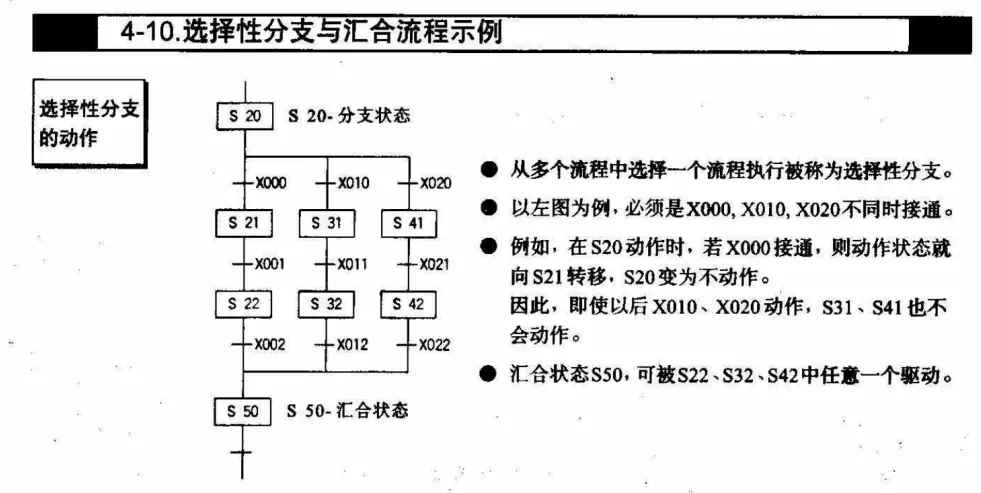 4-10.选择性分支与汇合流程示例
选择性分支
的动作
S 20 S 20-分支状态
X000 X010 X020
S 21 S 31 S 41
X001 X011 X021
S 22 S 32 S 42
X002 X012 X022
S 50 S 50-汇合状态
● 从多个流程中选择一个流程执行被称为选择性分支。
● 以左图为例，必须是X000, X010, X020不同时接通。
● 例如，在S20动作时，若X000接通，则动作状态就
向S21转移，S20变为不动作。
因此，即使以后X010、X020动作，S31、S41也不
会动作。
● 汇合状态S50，可被S22、S32、S42中任意一个驱动。